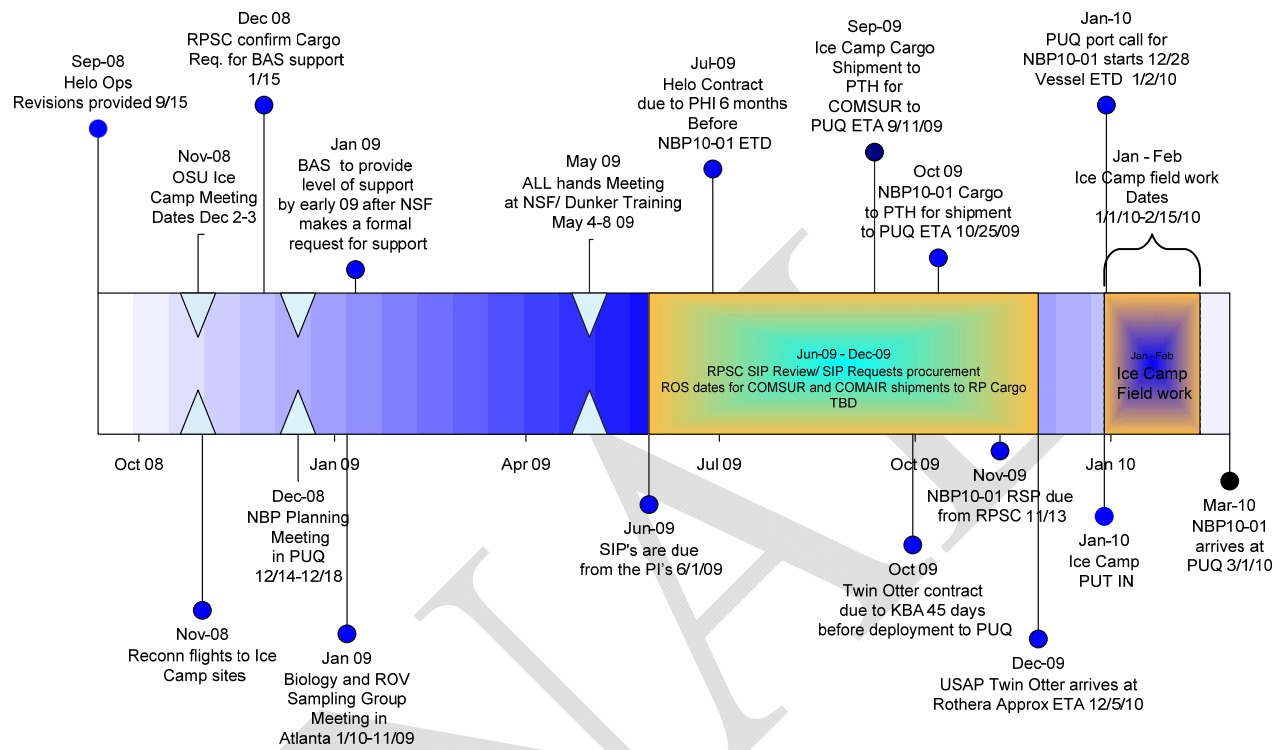 Sep-08
Helo Ops
Revisions provided 9/15
Dec 08
RPSC confirm Cargo
Req. for BAS support
1/15
Nov-08
OSU Ice
Camp Meeting
Dates Dec 2-3
Jan 09
BAS to provide
level of support
by early 09 after NSF
makes a formal
request for support
May 09
ALL hands Meeting
at NSF/ Dunker Training
May 4-8 09
Jul-09
Helo Contract
due to PHI 6 months
Before
NBP10-01 ETD
Sep-09
Ice Camp Cargo
Shipment to
PTH for
COMSUR to
PUQ ETA 9/11/09
Oct 09
NBP10-01 Cargo
to PTH for shipment
to PUQ ETA 10/25/09
Jan-10
PUQ port call for
NBP10-01 starts 12/28
Vessel ETD 1/2/10
Jan - Feb
Ice Camp field work
Dates
1/1/10-2/15/10
Jun-09 - Dec-09
RPSC SIP Review/ SIP Requests procurement
ROS dates for COMSUR and COMAIR shipments to RP Cargo
TBD
Jan-Feb
Ice Camp
Field work
Oct 08
Jan 09
Apr 09
Jul 09
Oct 09
Jan 10
Nov-08
Reconn flights to Ice
Camp sites
Dec-08
NBP Planning
Meeting
in PUQ
12/14-12/18
Jan 09
Biology and ROV
Sampling Group
Meeting in
Atlanta 1/10-11/09
Jun-09
SIP's are due
from the PI's 6/1/09
Oct 09
Twin Otter contract
due to KBA 45 days
before deployment to PUQ
Nov-09
NBP10-01 RSP due
from RPSC 11/13
Dec-09
USAP Twin Otter arrives at
Rothera Approx ETA 12/5/10
Jan-10
Ice Camp
PUT IN
Mar-10
NBP10-01
arrives at
PUQ 3/1/10